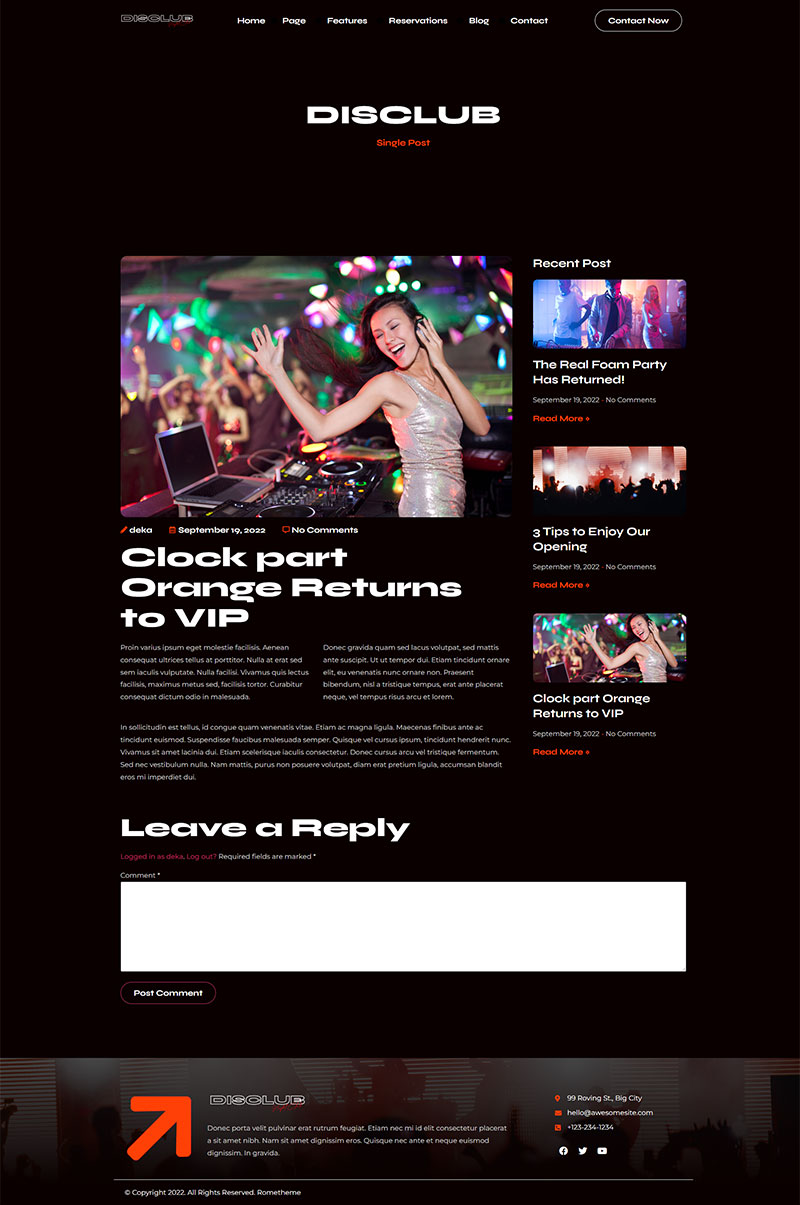 DISCLUB
Home Page Features Reservations Blog Contact
Contact Now
DISCLUB
Single Post
deka September 19, 2022 No Comments
Clock part
Orange Returns
to VIP
Proin varius ipsum eget molestie facilisis. Aenean
consequat ultrices tellus at porttitor. Nulla at erat sed
sem iaculis vulputate. Nulla facilisi. Vivamus quis lectus
facilisis, maximus metus sed, facilisis tortor. Curabitur
consequat dictum odio in malesuada.
Donec gravida quam sed lacus volutpat, sed mattis
ante suscipit. Ut ut tempor dui. Etiam tincidunt ornare
elit, eu venenatis nunc ornare non. Praesent
bibendum, nisl a tristique tempus, erat ante placerat
neque, vel tempus risus arcu et lorem.
In sollicitudin est tellus, id congue quam venenatis vitae. Etiam ac magna ligula. Maecenas finibus ante ac
tincidunt euismod. Suspendisse faucibus malesuada semper. Quisque vel cursus ipsum, tincidunt hendrerit nunc.
Vivamus sit amet lacinia dui. Etiam scelerisque iaculis consectetur. Donec cursus arcu vel tristique fermentum.
Sed nec vestibulum nulla. Nam mattis, purus non posuere volutpat, diam erat pretium ligula, accumsan blandit
eros mi imperdiet dui.
Recent Post
The Real Foam Party
Has Returned!
September 19, 2022 · No Comments
Read More »
3 Tips to Enjoy Our
Opening
September 19, 2022 · No Comments
Read More »
Clock part Orange
Returns to VIP
September 19, 2022 · No Comments
Read More »
Leave a Reply
Logged in as deka. Log out? Required fields are marked *
Comment *
Post Comment
DISCLUB
Donec porta velit pulvinar erat rutrum feugiat. Etiam nec mi id elit consectetur placerat
a sit amet nibh. Nam sit amet dignissim eros. Quisque nec ante et neque euismod
dignissim. In gravida.
99 Roving St., Big City
hello@awesomesite.com
+123-234-1234
© Copyright 2022. All Rights Reserved. Rometheme